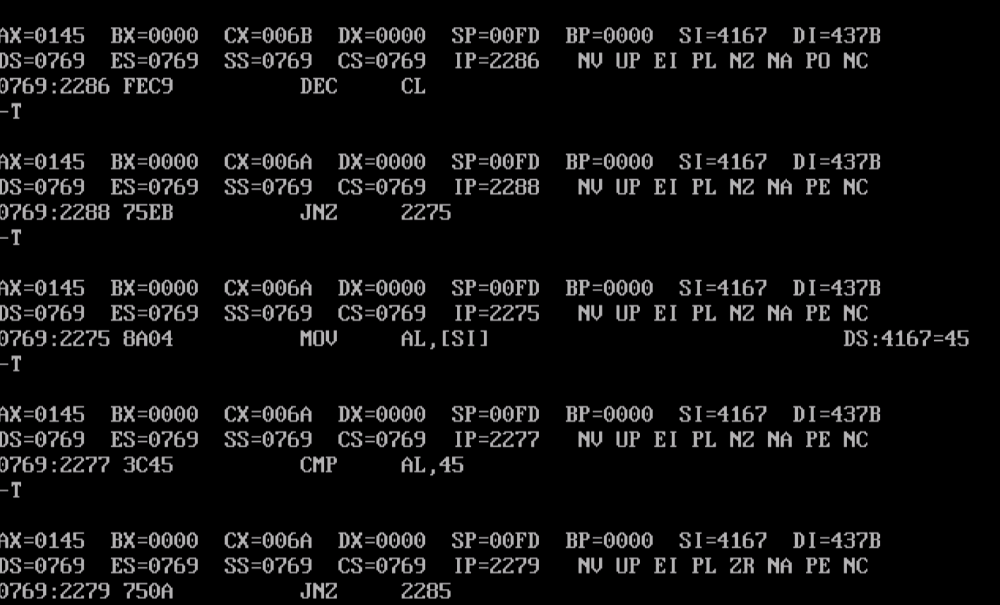 AX=0145  BX=0000  CX=006B  DX=0000  SP=00FD  BP=0000  SI=4167  DI=437B
DS=0769  ES=0769  SS=0769  CS=0769  IP=2286   NV UP EI PL NZ NA PO NC
0769:2286 FEC9          DEC     CL
-T
AX=0145  BX=0000  CX=006A  DX=0000  SP=00FD  BP=0000  SI=4167  DI=437B
DS=0769  ES=0769  SS=0769  CS=0769  IP=2288   NV UP EI PL NZ NA PE NC
0769:2288 75EB          JNZ     2275
-T
AX=0145  BX=0000  CX=006A  DX=0000  SP=00FD  BP=0000  SI=4167  DI=437B
DS=0769  ES=0769  SS=0769  CS=0769  IP=2275   NV UP EI PL NZ NA PE NC
0769:2275 8A04          MOV     AL,[SI]                            DS:4167=45
-T
AX=0145  BX=0000  CX=006A  DX=0000  SP=00FD  BP=0000  SI=4167  DI=437B
DS=0769  ES=0769  SS=0769  CS=0769  IP=2277   NV UP EI PL NZ NA PE NC
0769:2277 3C45          CMP     AL,45
-T
AX=0145  BX=0000  CX=006A  DX=0000  SP=00FD  BP=0000  SI=4167  DI=437B
DS=0769  ES=0769  SS=0769  CS=0769  IP=2279   NV UP EI PL ZR NA PE NC
0769:2279 750A          JNZ     2285